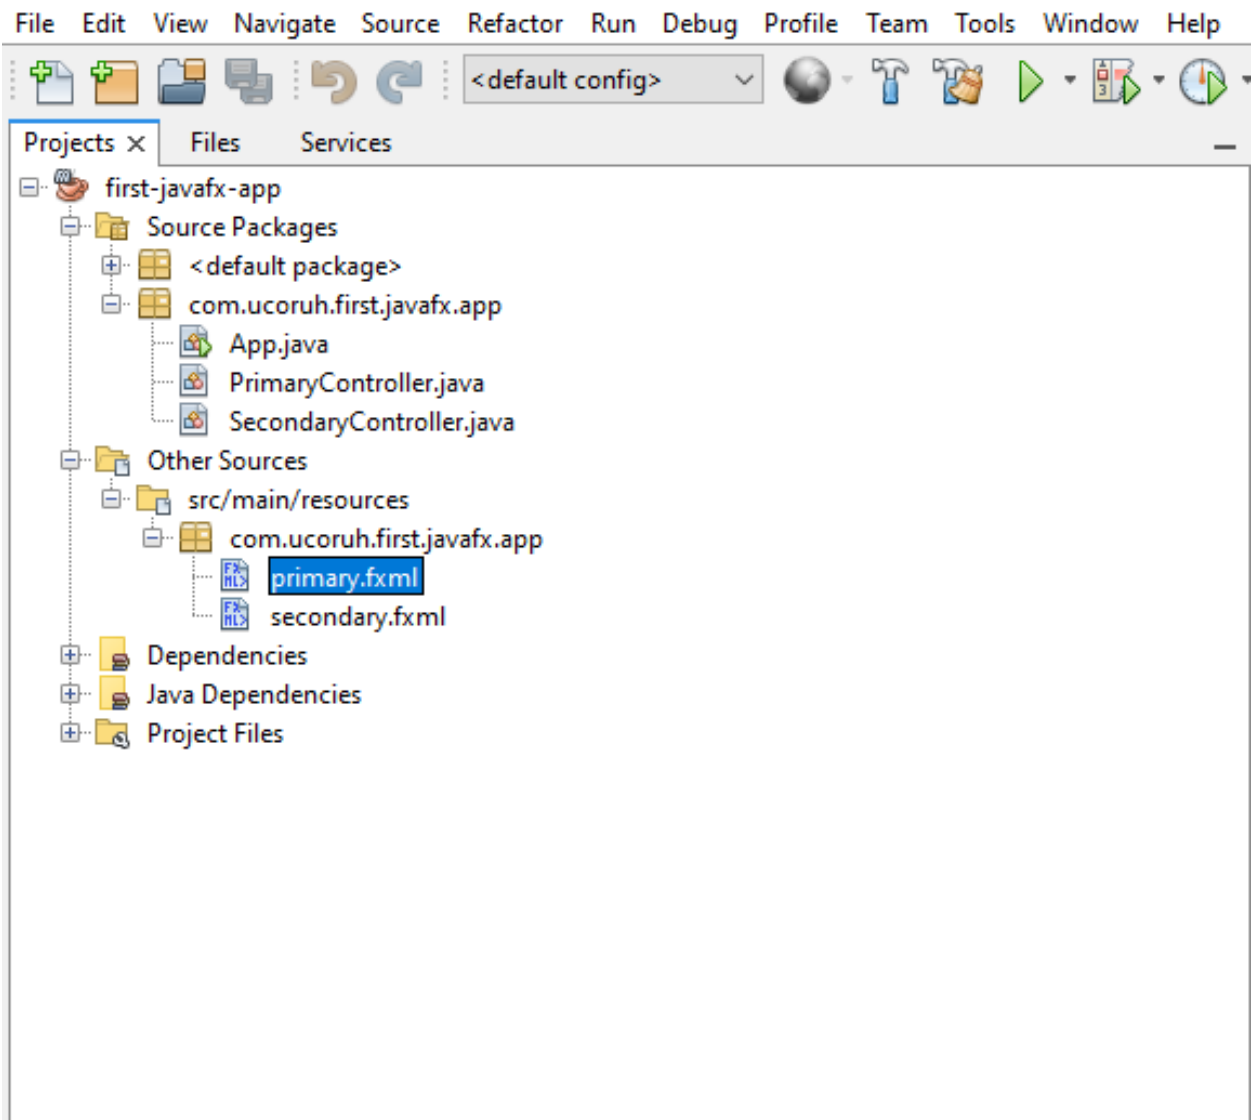 File Edit View Navigate Source Refactor Run Debug Profile Team Tools Window Help
<default config>
Projects Files Services
first-javafx-app
Source Packages
<default package>
com.ucoruh.first.javafx.app
App.java
PrimaryController.java
SecondaryController.java
Other Sources
src/main/resources
com.ucoruh.first.javafx.app
primary.fxml
secondary.fxml
Dependencies
Java Dependencies
Project Files